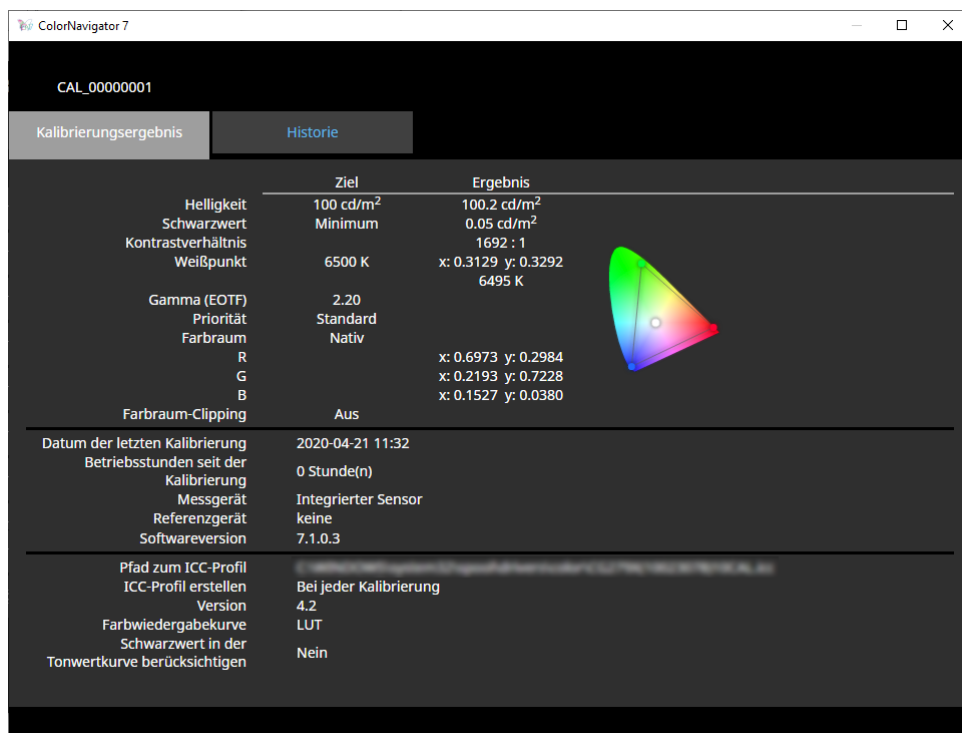 ColorNavigator 7
CAL_00000001
Kalibrierungsergebnis Historie
Ziel Ergebnis
Helligkeit 100 cd/m² 100.2 cd/m²
Schwarzwert Minimum 0.05 cd/m²
Kontrastverhältnis 1692 : 1
Weißpunkt 6500 K x: 0.3129 y: 0.3292
6495 K
Gamma (EOTF) 2.20
Priorität Standard
Farbraum Nativ
R x: 0.6973 y: 0.2984
G x: 0.2193 y: 0.7228
B x: 0.1527 y: 0.0380
Farbraum-Clipping Aus
Datum der letzten Kalibrierung 2020-04-21 11:32
Betriebsstunden seit der
Kalibrierung 0 Stunde(n)
Messgerät Integrierter Sensor
Referenzgerät keine
Softwareversion 7.1.0.3
Pfad zum ICC-Profil
ICC-Profil erstellen Bei jeder Kalibrierung
Version 4.2
Farbwiedergabekurve LUT
Schwarzwert in der
Tonwertkurve berücksichtigen Nein